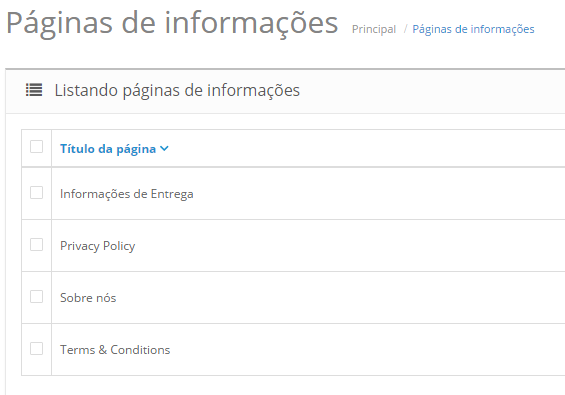 Páginas de informações Principal / Páginas de informações
Listando páginas de informações
Título da página
Informações de Entrega
Privacy Policy
Sobre nós
Terms & Conditions